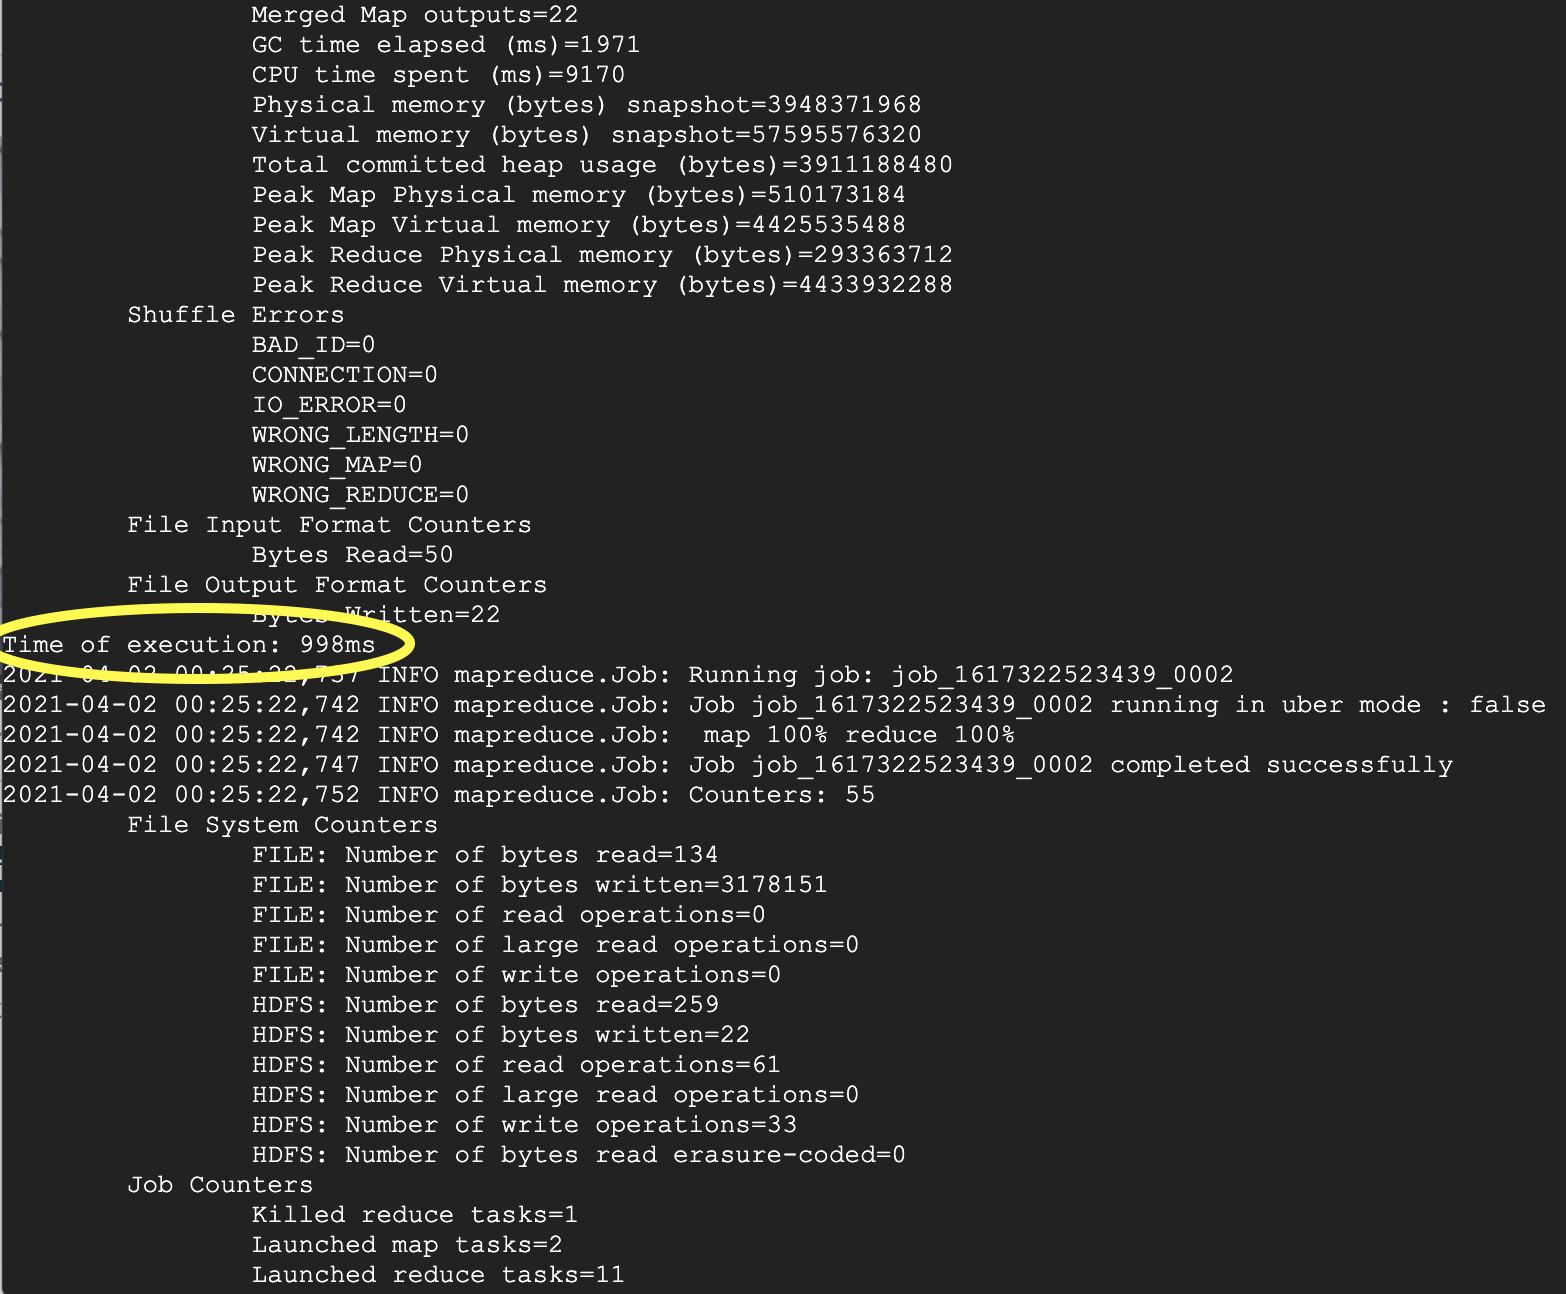 Merged Map outputs=22
GC time elapsed (ms)=1971
CPU time spent (ms)=9170
Physical memory (bytes) snapshot=3948371968
Virtual memory (bytes) snapshot=57595576320
Total committed heap usage (bytes)=3911188480
Peak Map Physical memory (bytes)=510173184
Peak Map Virtual memory (bytes)=4425535488
Peak Reduce Physical memory (bytes)=293363712
Peak Reduce Virtual memory (bytes)=4433932288
Shuffle Errors
BAD_ID=0
CONNECTION=0
IO_ERROR=0
WRONG_LENGTH=0
WRONG_MAP=0
WRONG_REDUCE=0
File Input Format Counters
Bytes Read=50
File Output Format Counters
Bytes Written=22
Time of execution: 998ms
2021-04-02 00:25:22,737 INFO mapreduce.Job: Running job: job_1617322523439_0002
2021-04-02 00:25:22,742 INFO mapreduce.Job: Job job_1617322523439_0002 running in uber mode : false
2021-04-02 00:25:22,742 INFO mapreduce.Job:  map 100% reduce 100%
2021-04-02 00:25:22,747 INFO mapreduce.Job: Job job_1617322523439_0002 completed successfully
2021-04-02 00:25:22,752 INFO mapreduce.Job: Counters: 55
File System Counters
FILE: Number of bytes read=134
FILE: Number of bytes written=3178151
FILE: Number of read operations=0
FILE: Number of large read operations=0
FILE: Number of write operations=0
HDFS: Number of bytes read=259
HDFS: Number of bytes written=22
HDFS: Number of read operations=61
HDFS: Number of large read operations=0
HDFS: Number of write operations=33
HDFS: Number of bytes read erasure-coded=0
Job Counters
Killed reduce tasks=1
Launched map tasks=2
Launched reduce tasks=11